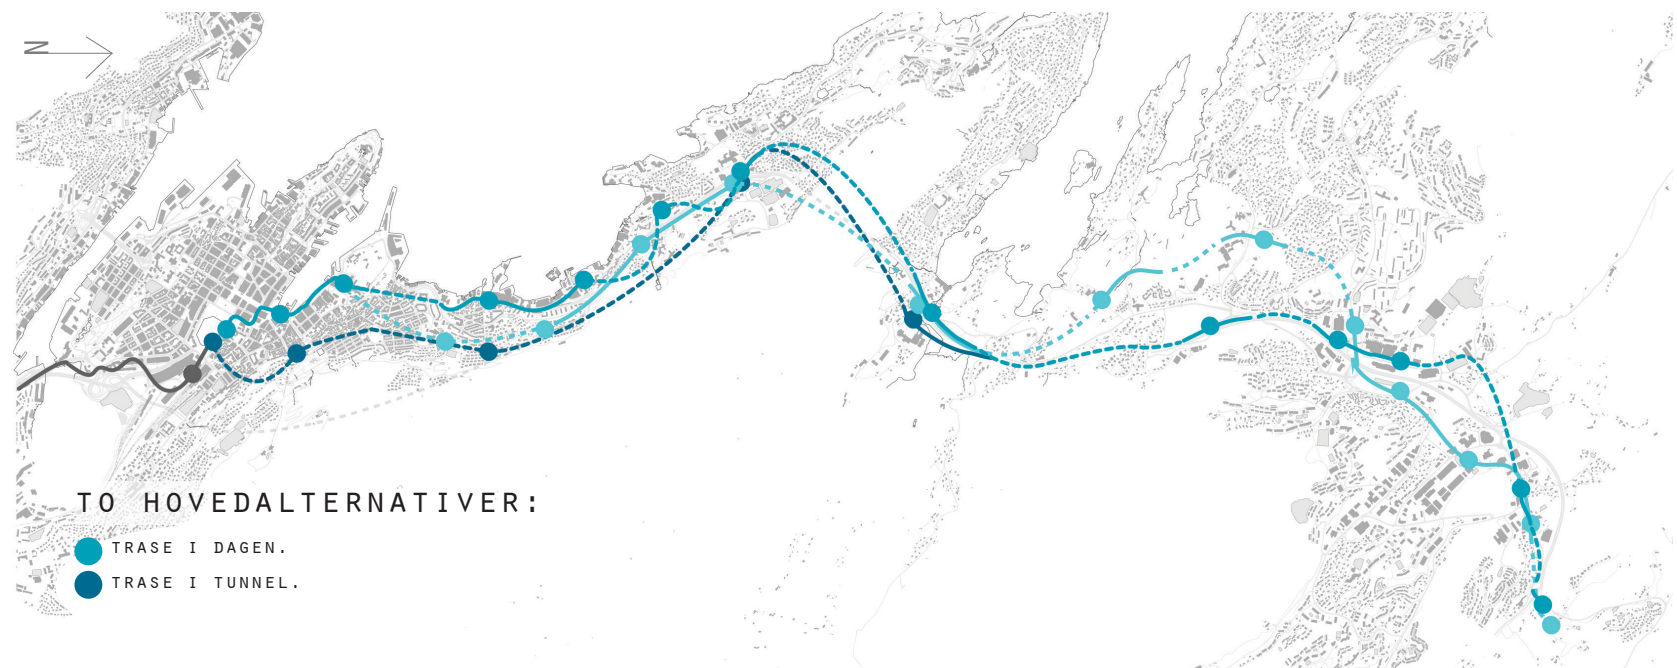 N
TO HOVEDALTERNATIVER:
TRASE I DAGEN.
TRASE I TUNNEL.